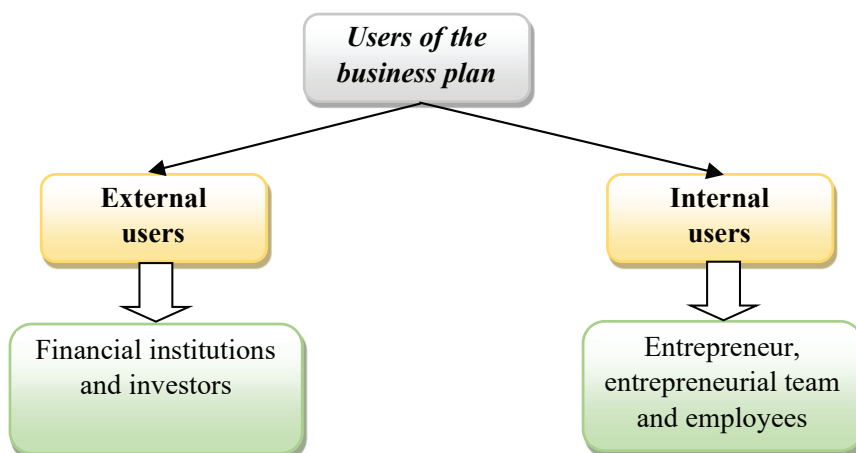 Users of the
business plan
External
users
Internal
users
Financial institutions
and investors
Entrepreneur,
entrepreneurial team
and employees